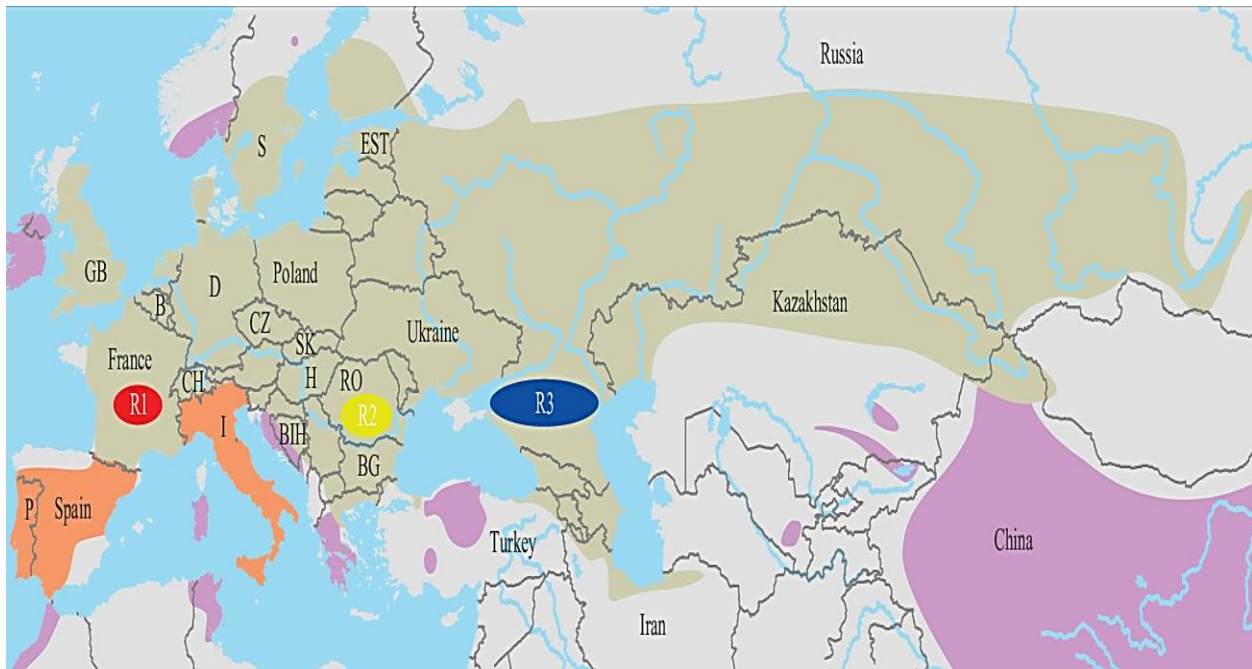 Russia
S
EST
GB
B
D
Poland
CZ
SK
Ukraine
Kazakhstan
France
CH
H
RO
R1
R2
R3
I
BIH
BG
P
Spain
Turkey
China
Iran